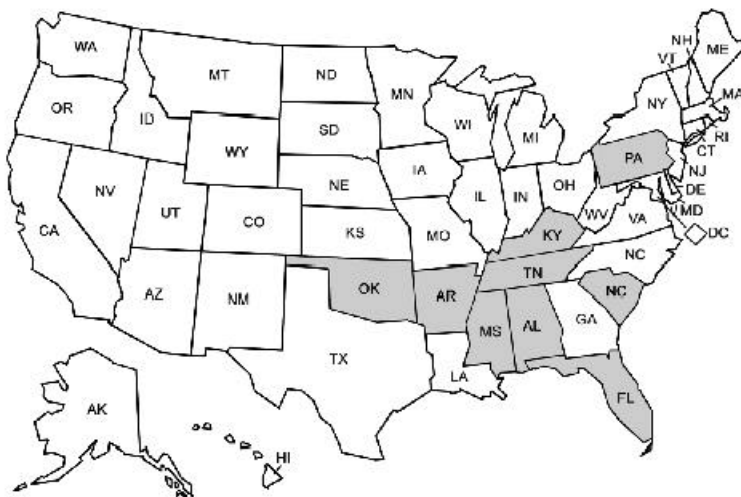 WA
MT
ND
MN
OR
ID
SD
WI
MI
NH
VT
ME
NY
MA
RI
CT
WY
IA
PA
NJ
NV
NE
OH
DE
IL
IN
MD
UT
CO
WV
VA
CA
KS
MO
KY
DC
NC
TN
AZ
NM
OK
AR
NC
MS
AL
GA
TX
LA
FL
AK
HI